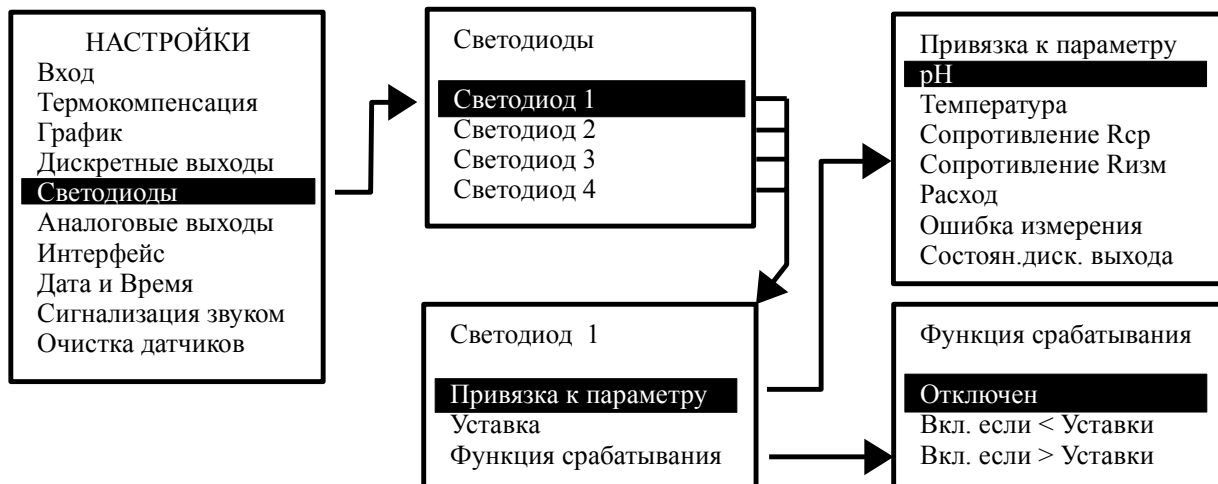 НАСТРОЙКИ
Вход
Термокомпенсация
График
Дискретные выходы
Светодиоды
Аналоговые выходы
Интерфейс
Дата и Время
Сигнализация звуком
Очистка датчиков
Светодиоды
Светодиод 1
Светодиод 2
Светодиод 3
Светодиод 4
Светодиод 1
Привязка к параметру
Уставка
Функция срабатывания
Привязка к параметру
pH
Температура
Сопротивление Rср
Сопротивление Rизм
Расход
Ошибка измерения
Состоян.диск. выхода
Функция срабатывания
Отключен
Вкл. если < Уставки
Вкл. если > Уставки